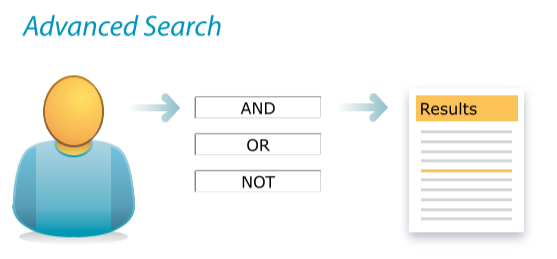 Advanced Search
AND
OR
NOT
Results